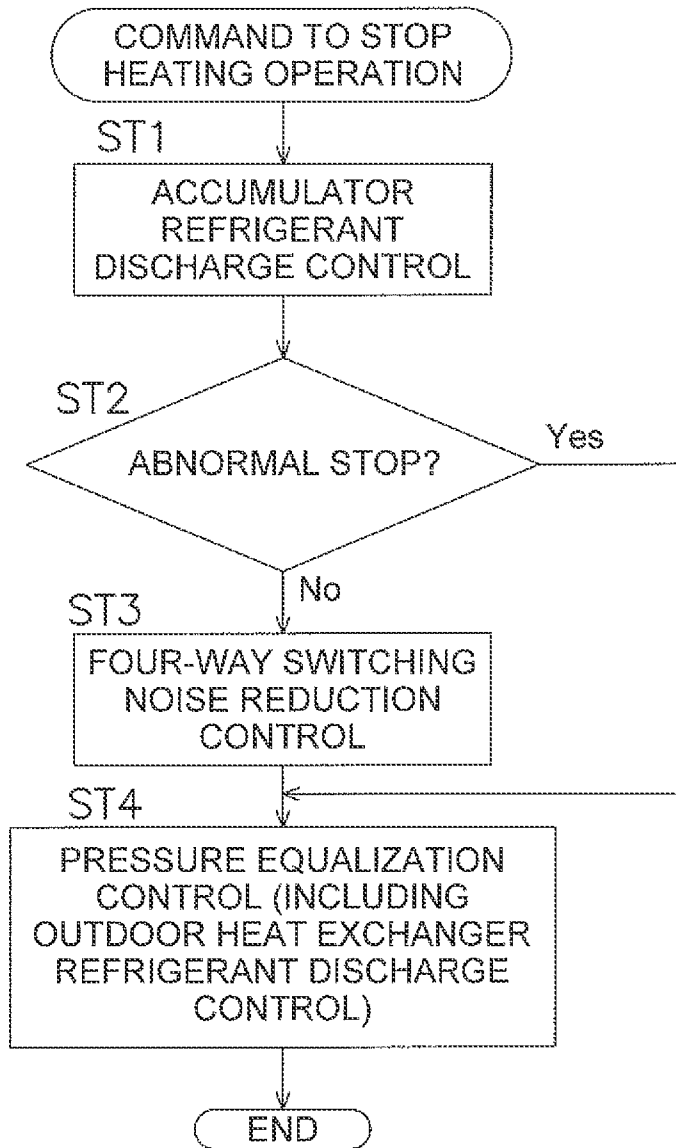 COMMAND TO STOP
HEATING OPERATION
ST1
ACCUMULATOR
REFRIGERANT
DISCHARGE CONTROL
ST2
ABNORMAL STOP?
Yes
No
ST3
FOUR-WAY SWITCHING
NOISE REDUCTION
CONTROL
ST4
PRESSURE EQUALIZATION
CONTROL (INCLUDING
OUTDOOR HEAT EXCHANGER
REFRIGERANT DISCHARGE
CONTROL)
END